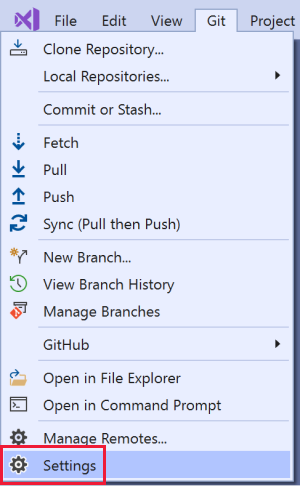 File Edit View Git Project
Clone Repository...
Local Repositories...
Commit or Stash...
Fetch
Pull
Push
Sync (Pull then Push)
New Branch...
View Branch History
Manage Branches
GitHub
Open in File Explorer
Open in Command Prompt
Manage Remotes...
Settings